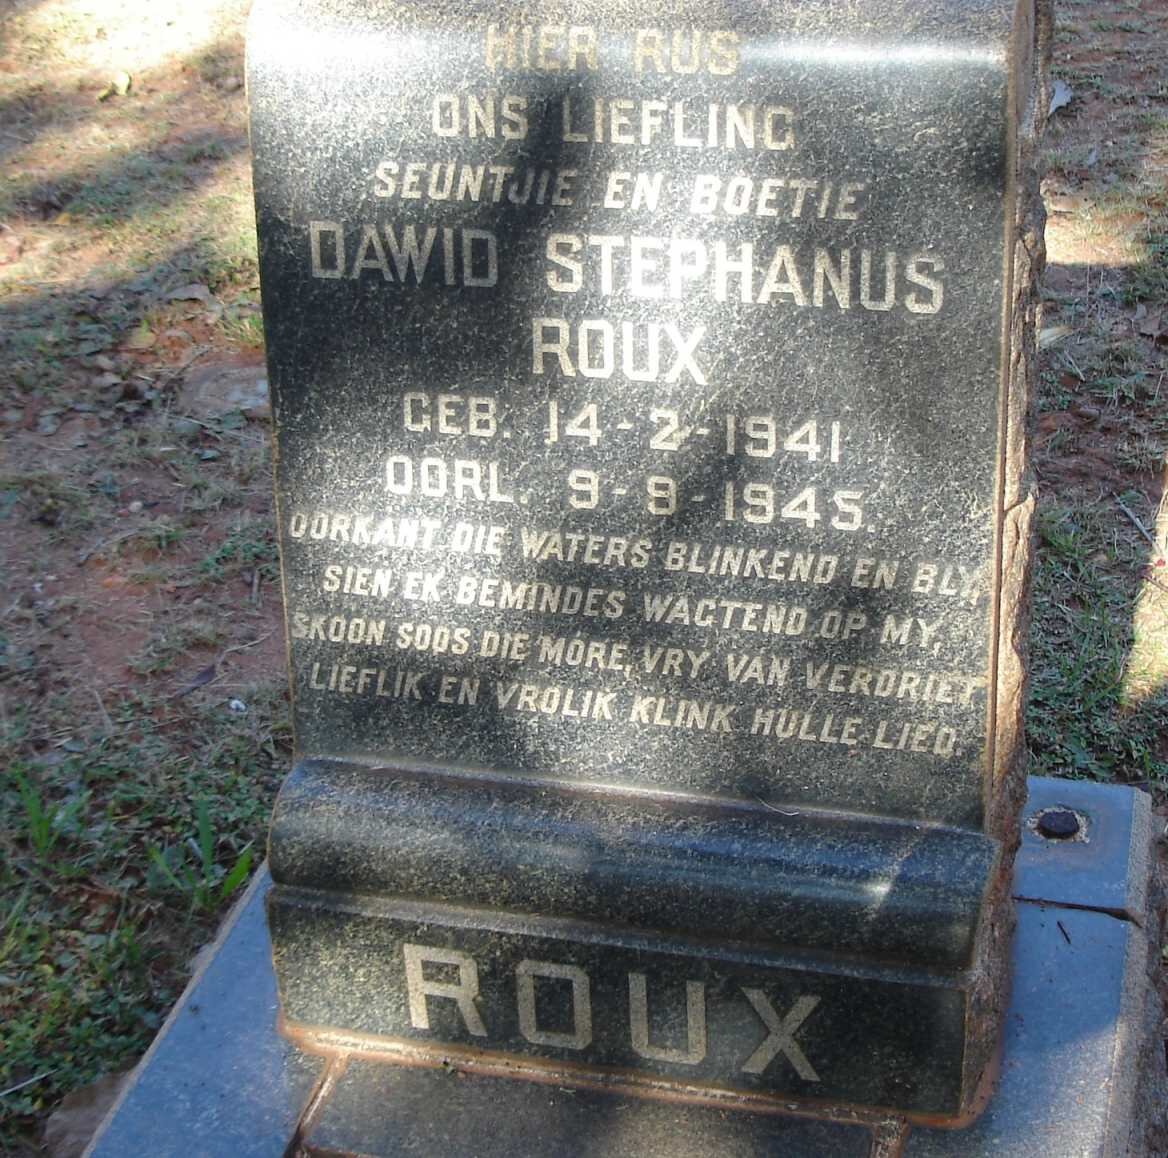 HIER RUS
ONS LIEFLING
SEUNTJIE EN BOETIE
DAWID STEPHANUS
ROUX
GEB. 14-2-1941
OORL. 9-9-1945.
OORKANT DIE WATERS BLINKEND EN BLY,
SIEN EK BEMINDES WAGTEND OP MY,
SKOON SOOS DIE MORE, VRY VAN VERDRIET
LIEFLIK EN VROLIK KLINK HULLE LIED.
ROUX